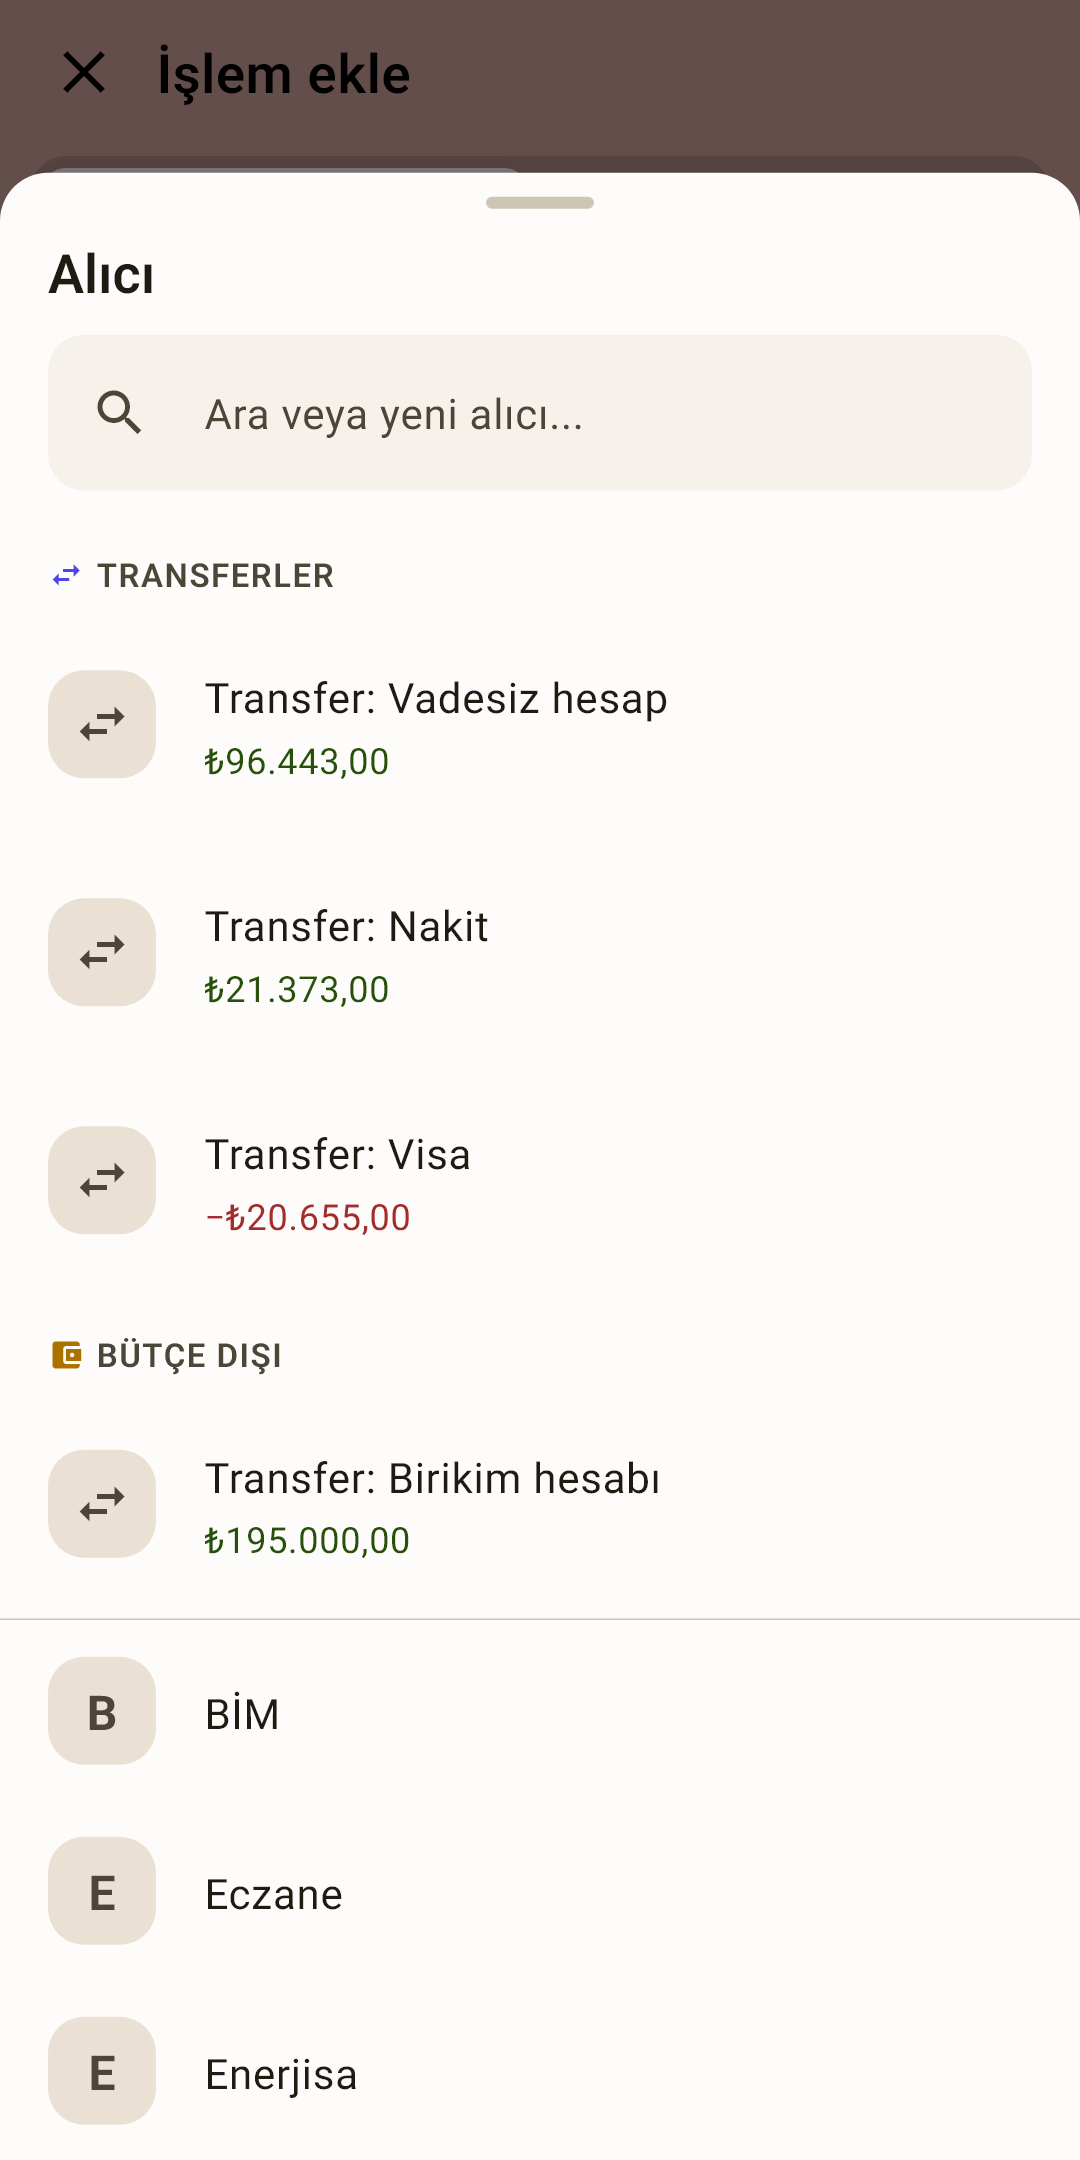 İşlem ekle
Alıcı
Ara veya yeni alıcı...
TRANSFERLER
Transfer: Vadesiz hesap
₺96.443,00
Transfer: Nakit
₺21.373,00
Transfer: Visa
−₺20.655,00
BÜTÇE DIŞI
Transfer: Birikim hesabı
₺195.000,00
B
BİM
E
Eczane
E
Enerjisa